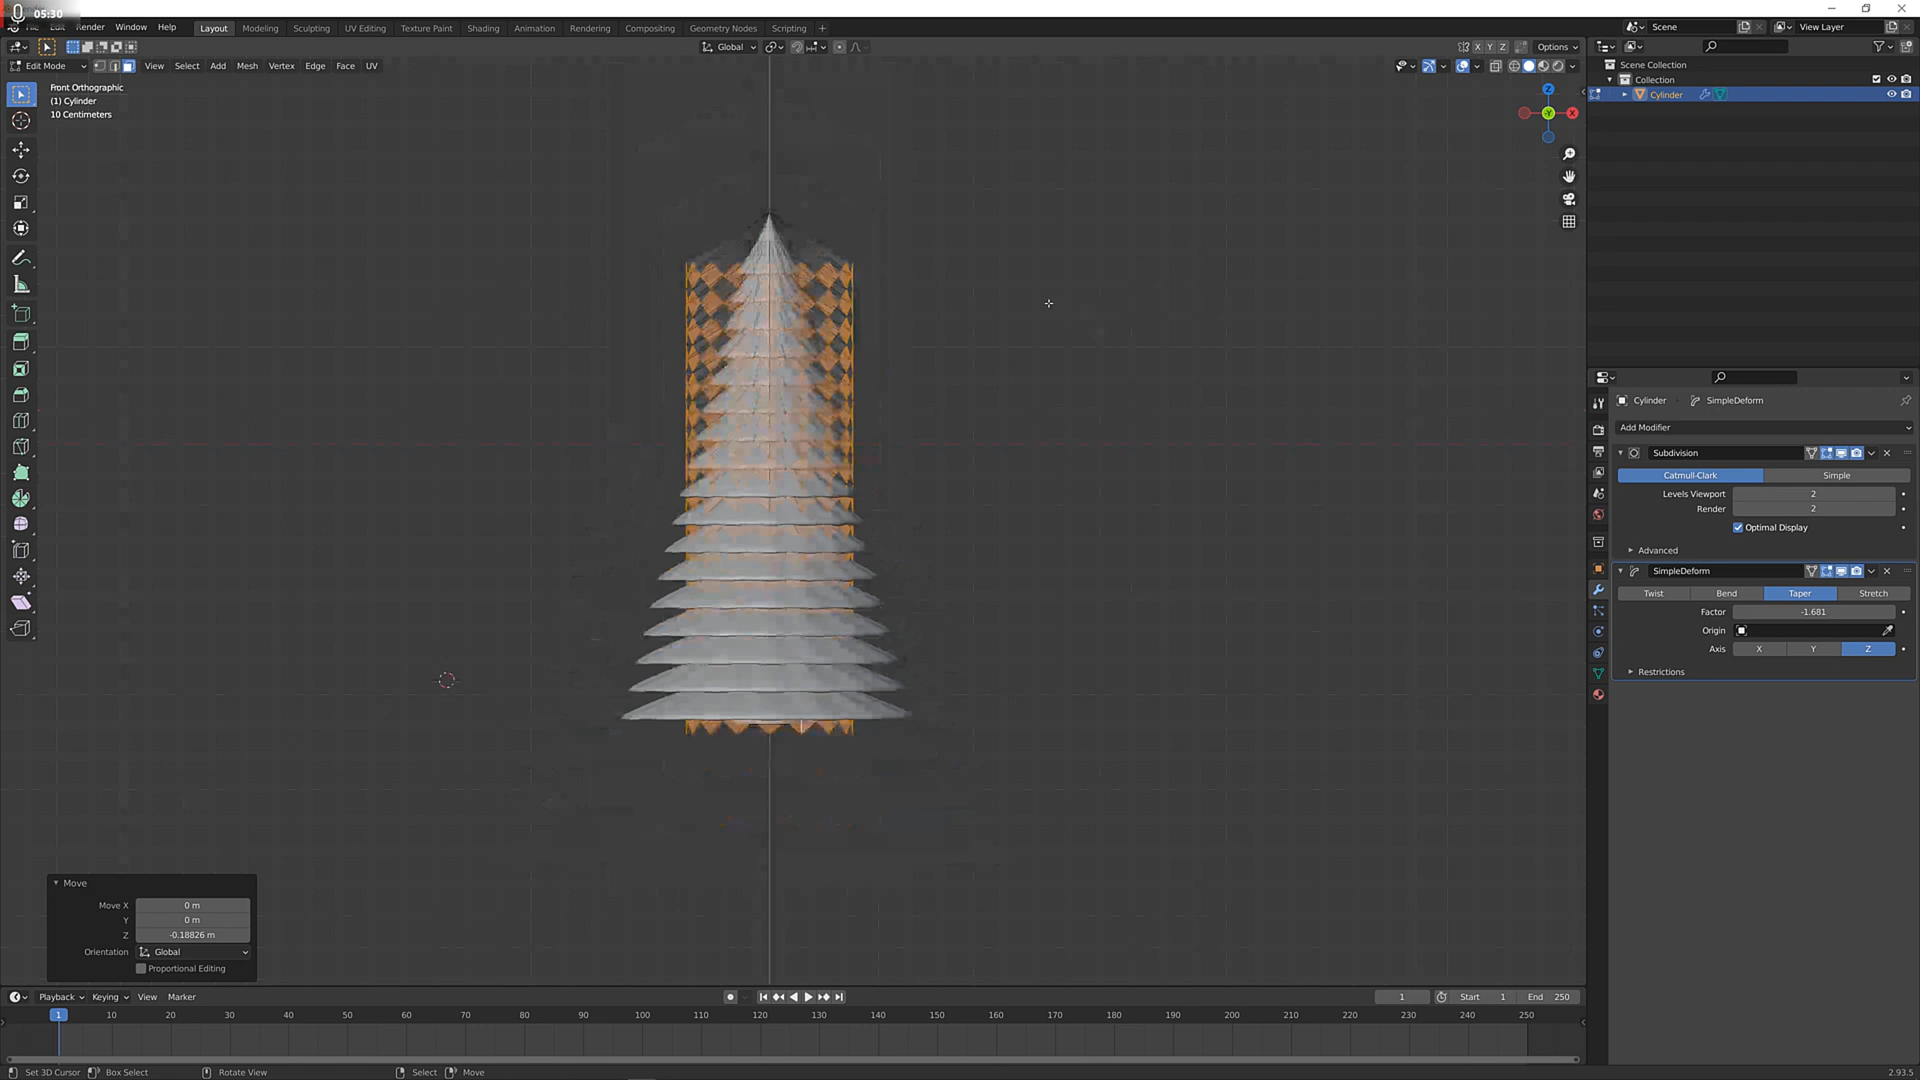 05:30
File Edit Render Window Help Layout Modeling Sculpting UV Editing Texture Paint Shading Animation Rendering Compositing Geometry Nodes Scripting +
Scene View Layer
Global X Y Z Options
Edit Mode View Select Add Mesh Vertex Edge Face UV
Front Orthographic
(1) Cylinder
10 Centimeters
Z
Y X
Scene Collection
Collection
Cylinder
Cylinder SimpleDeform
Add Modifier
Subdivision
Catmull-Clark Simple
Levels Viewport 2
Render 2
Optimal Display
Advanced
SimpleDeform
Twist Bend Taper Stretch
Factor -1.681
Origin
Axis X Y Z
Restrictions
Move
Move X 0 m
Y 0 m
Z -0.18826 m
Orientation Global
Proportional Editing
Playback Keying View Marker 1 Start 1 End 250
1 10 20 30 40 50 60 70 80 90 100 110 120 130 140 150 160 170 180 190 200 210 220 230 240 250
Set 3D Cursor Box Select Rotate View Select Move 2.93.5